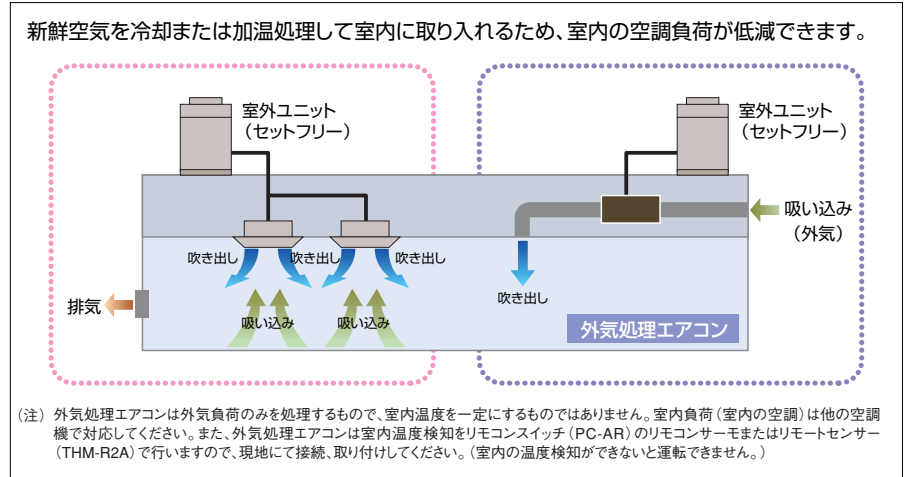 新鮮空気を冷却または加温処理して室内に取り入れるため、室内の空調負荷が低減できます。
室外ユニット
（セットフリー）
室外ユニット
（セットフリー）
吸い込み
（外気）
吹き出し
吹き出し
吹き出し
吹き出し
排気
吸い込み
吸い込み
外気処理エアコン
（注）外気処理エアコンは外気負荷のみを処理するもので、室内温度を一定にするものではありません。室内負荷（室内の空調）は他の空調
機で対応してください。また、外気処理エアコンは室内温度検知をリモコンスイッチ（PC-AR）のリモコンサーモまたはリモートセンサー
（THM-R2A）で行いますので、現地にて接続、取り付けしてください。（室内の温度検知ができないと運転できません。）